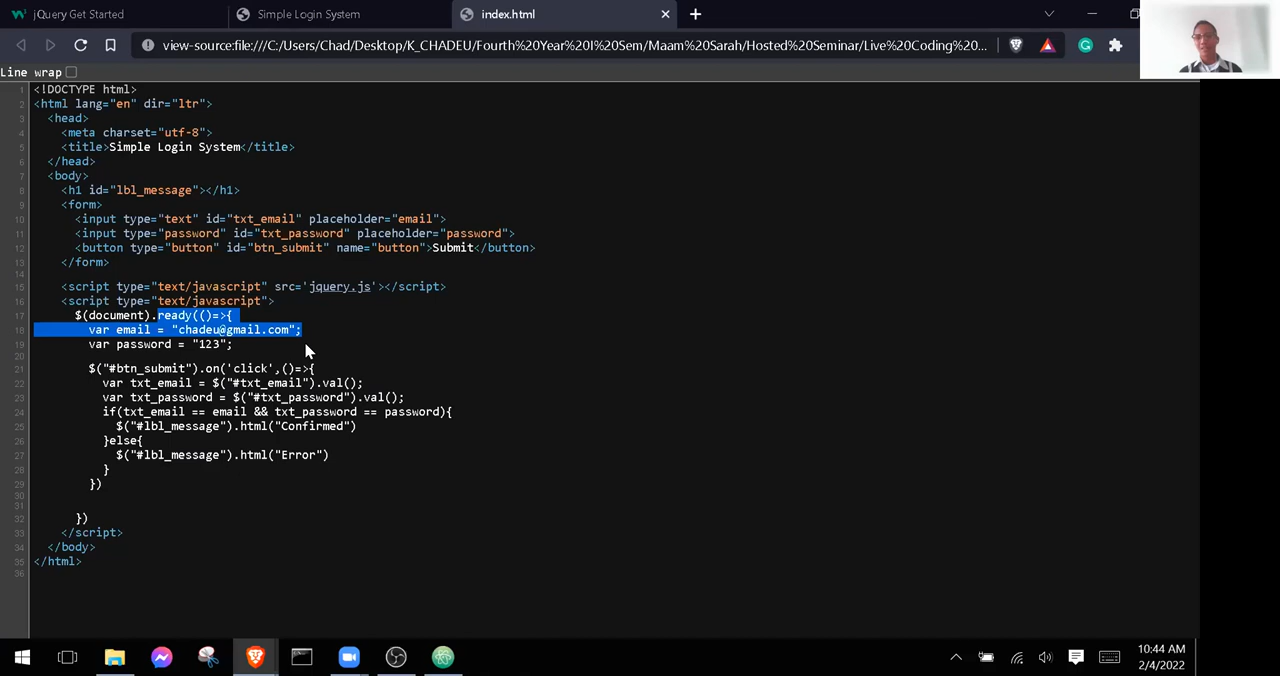 jQuery Get Started
Simple Login System
index.html
view-source:file:///C:/Users/Chad/Desktop/K_CHADEU/Fourth%20Year%20I%20Sem/Maam%20Sarah/Hosted%20Seminar/Live%20Coding%20...
Line wrap
1 <!DOCTYPE html>
2 <html lang="en" dir="ltr">
3 <head>
4 <meta charset="utf-8">
5 <title>Simple Login System</title>
6 </head>
7 <body>
8 <h1 id="lbl_message"></h1>
9 <form>
10 <input type="text" id="txt_email" placeholder="email">
11 <input type="password" id="txt_password" placeholder="password">
12 <button type="button" id="btn_submit" name="button">Submit</button>
13 </form>
14
15 <script type="text/javascript" src='jquery.js'></script>
16 <script type="text/javascript">
17 $(document).ready(()=>{
18 var email = "chadeu@gmail.com";
19 var password = "123";
20
21 $("#btn_submit").on('click',()=>{
22 var txt_email = $("#txt_email").val();
23 var txt_password = $("#txt_password").val();
24 if(txt_email == email && txt_password == password){
25 $("#lbl_message").html("Confirmed")
26 }else{
27 $("#lbl_message").html("Error")
28 }
29 })
30
31
32 })
33 </script>
34 </body>
35 </html>
36
10:44 AM
2/4/2022